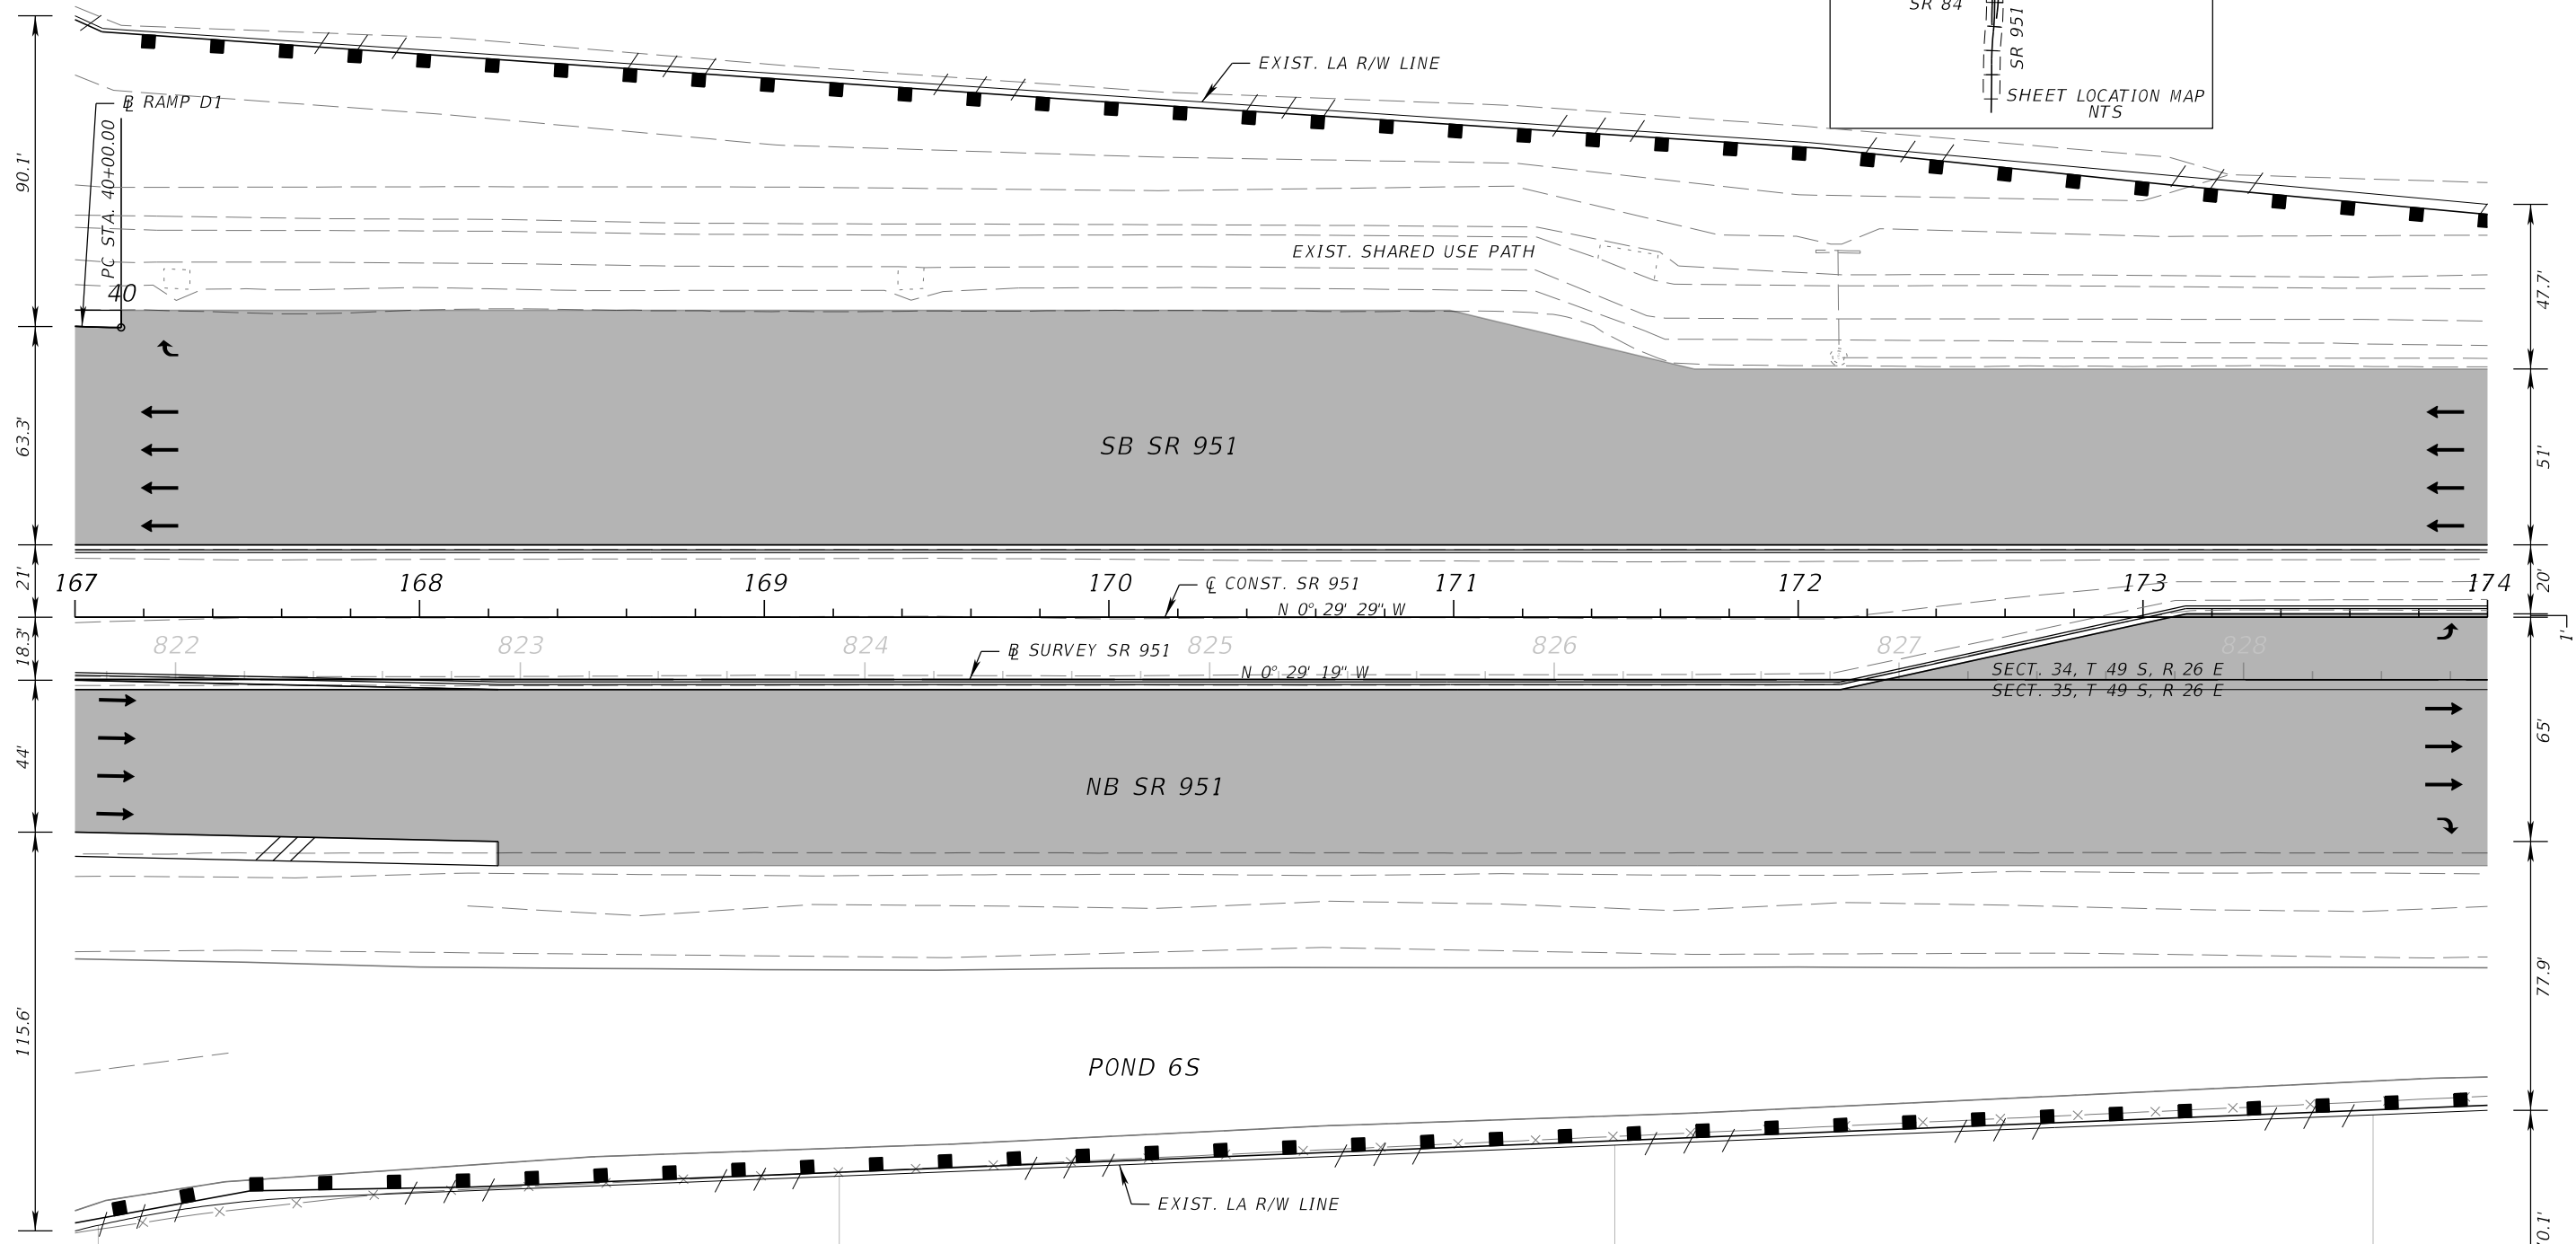 SR 84
SR 951
SHEET LOCATION MAP
NTS
EXIST. LA R/W LINE
℄ RAMP D1
PC STA. 40+00.00
40
90.1'
EXIST. SHARED USE PATH
47.7'
63.3'
SB SR 951
51'
21'
167 168 169 170 171 172 173 174
20'
℄ CONST. SR 951
N 0° 29' 29" W
1'
18.3'
822 823 824 825 826 827 828
℄ SURVEY SR 951
N 0° 29' 19" W
SECT. 34, T 49 S, R 26 E
SECT. 35, T 49 S, R 26 E
44'
NB SR 951
65'
77.9'
115.6'
POND 6S
EXIST. LA R/W LINE